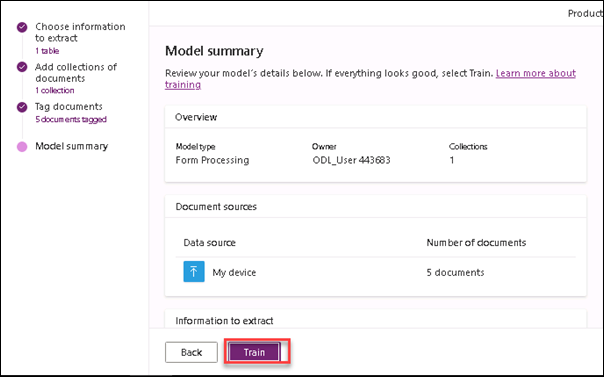 Product
Choose information
to extract
1 table
Add collections of
documents
1 collection
Tag documents
5 documents tagged
Model summary
Model summary
Review your model's details below. If everything looks good, select Train. Learn more about
training
Overview
Model type
Owner
Collections
Form Processing
ODL_User 443683
1
Document sources
Data source
Number of documents
My device
5 documents
Information to extract
Back
Train